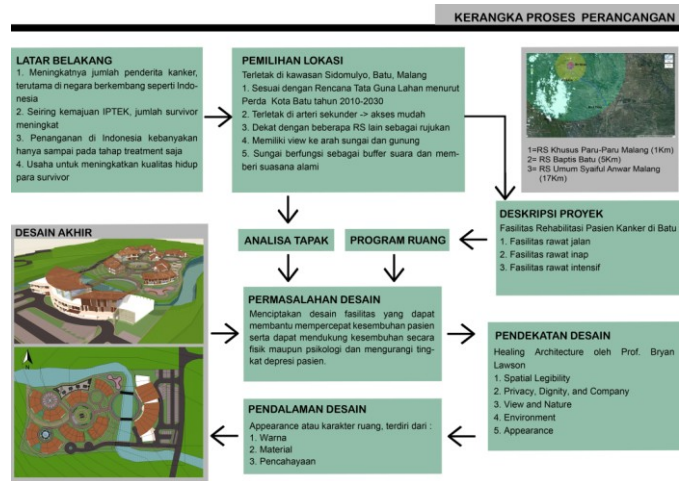 KERANGKA PROSES PERANCANGAN
LATAR BELAKANG
1. Meningkatnya jumlah penderita kanker,
terutama di negara berkembang seperti Indo-
nesia
2. Seiring kemajuan IPTEK, jumlah survivor
meningkat
3. Penanganan di Indonesia kebanyakan
hanya sampai pada tahap treatment saja
4. Usaha untuk meningkatkan kualitas hidup
para survivor
PEMILIHAN LOKASI
Terletak di kawasan Sidomulyo, Batu, Malang
1. Sesuai dengan Rencana Tata Guna Lahan menurut
Perda Kota Batu tahun 2010-2030
2. Terletak di arteri sekunder -> akses mudah
3. Dekat dengan beberapa RS lain sebagai rujukan
4. Memiliki view ke arah sungai dan gunung
5. Sungai berfungsi sebagai buffer suara dan mem-
beri suasana alami
1=RS Khusus Paru-Paru Malang (1Km)
2= RS Baptis Batu (5Km)
3= RS Umum Syaiful Anwar Malang
(17Km)
DESKRIPSI PROYEK
Fasilitas Rehabilitasi Pasien Kanker di Batu
1. Fasilitas rawat jalan
2. Fasilitas rawat inap
3. Fasilitas rawat intensif
ANALISA TAPAK
PROGRAM RUANG
DESAIN AKHIR
PERMASALAHAN DESAIN
Menciptakan desain fasilitas yang dapat
membantu mempercepat kesembuhan pasien
serta dapat mendukung kesembuhan secara
fisik maupun psikologi dan mengurangi ting-
kat depresi pasien.
PENDEKATAN DESAIN
Healing Architecture oleh Prof. Bryan
Lawson
1. Spatial Legibility
2. Privacy, Dignity, and Company
3. View and Nature
4. Environment
5. Appearance
PENDALAMAN DESAIN
Appearance atau karakter ruang, terdiri dari :
1. Warna
2. Material
3. Pencahayaan